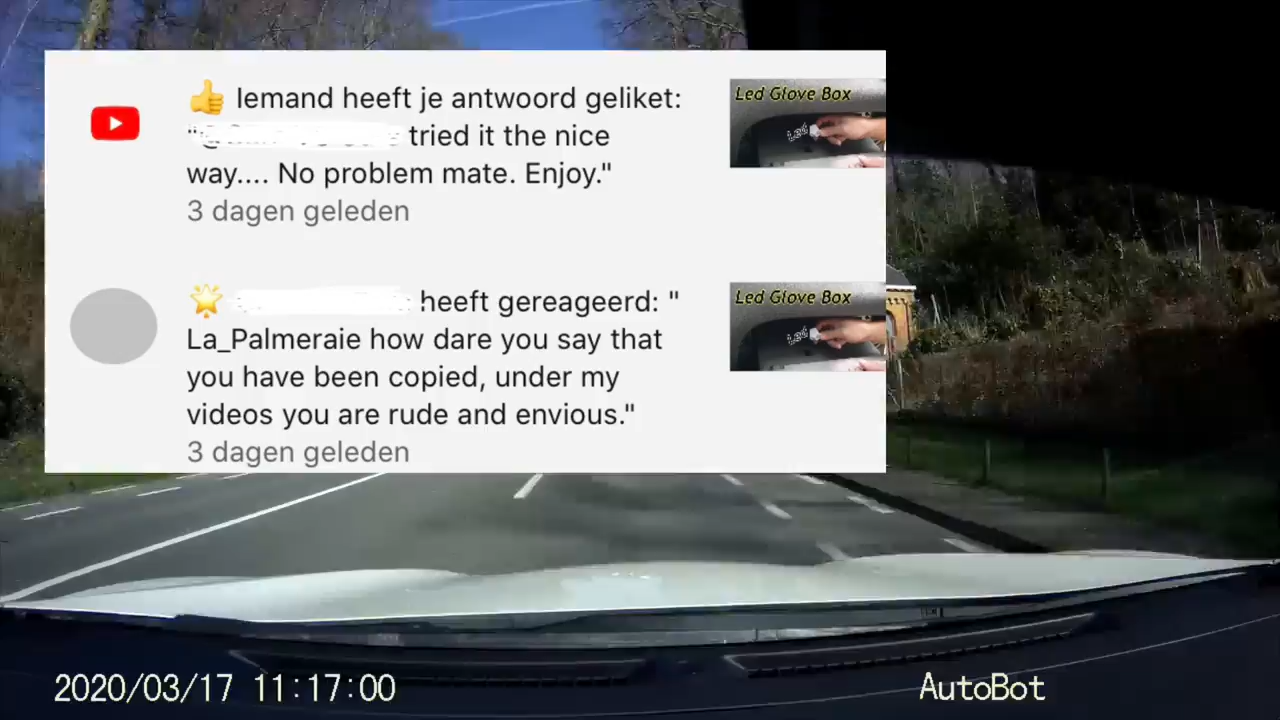 👍 Iemand heeft je antwoord geliket:
tried it the nice
way.... No problem mate. Enjoy."
3 dagen geleden
Led Glove Box
🌟 heeft gereageerd: "
La_Palmeraie how dare you say that
you have been copied, under my
videos you are rude and envious."
3 dagen geleden
Led Glove Box
2020/03/17 11:17:00
AutoBot